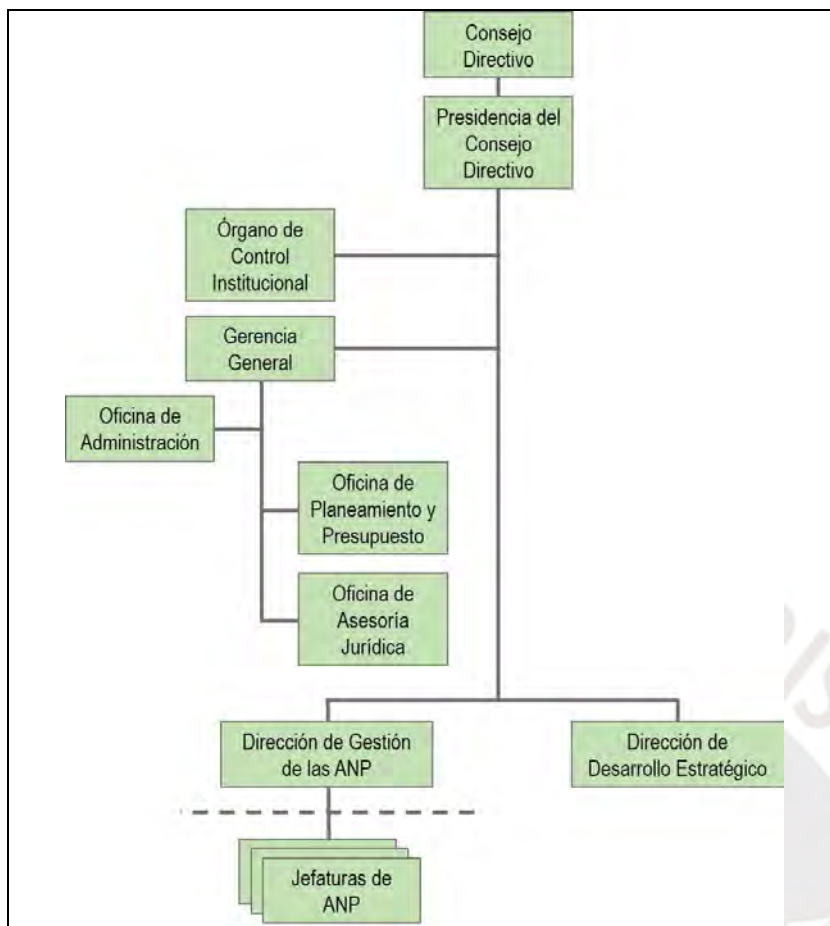 Consejo
Directivo
Presidencia del
Consejo
Directivo
Órgano de
Control
Institucional
Gerencia
General
Oficina de
Administración
Oficina de
Planeamiento y
Presupuesto
Oficina de
Asesoría
Jurídica
Dirección de Gestión
de las ANP
Dirección de
Desarrollo Estratégico
Jefaturas de
ANP